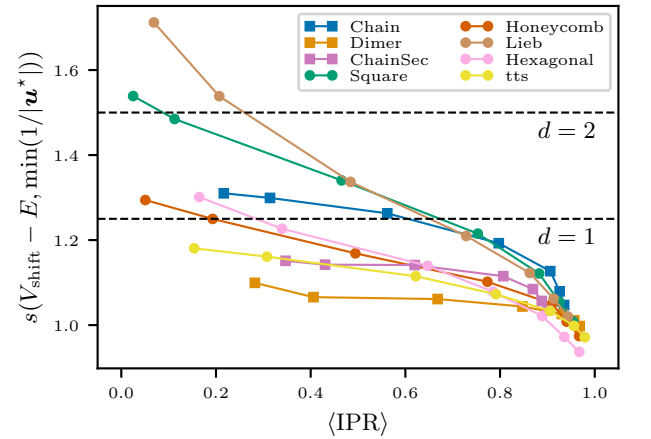 Chain
Dimer
ChainSec
Square
Honeycomb
Lieb
Hexagonal
tts
d = 2
d = 1
s(V_shift − E, min(1/|u⋆|))
1.6
1.4
1.2
1.0
0.0 0.2 0.4 0.6 0.8 1.0
⟨IPR⟩